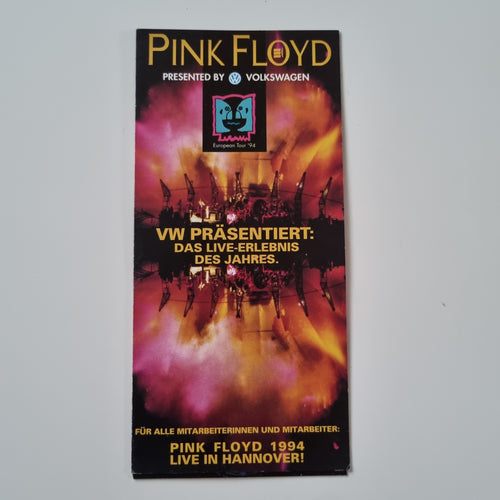 PINK FLOYD
PRESENTED BY VW VOLKSWAGEN
European Tour '94
VW PRÄSENTIERT:
DAS LIVE-ERLEBNIS
DES JAHRES.
FÜR ALLE MITARBEITERINNEN UND MITARBEITER:
PINK FLOYD 1994
LIVE IN HANNOVER!